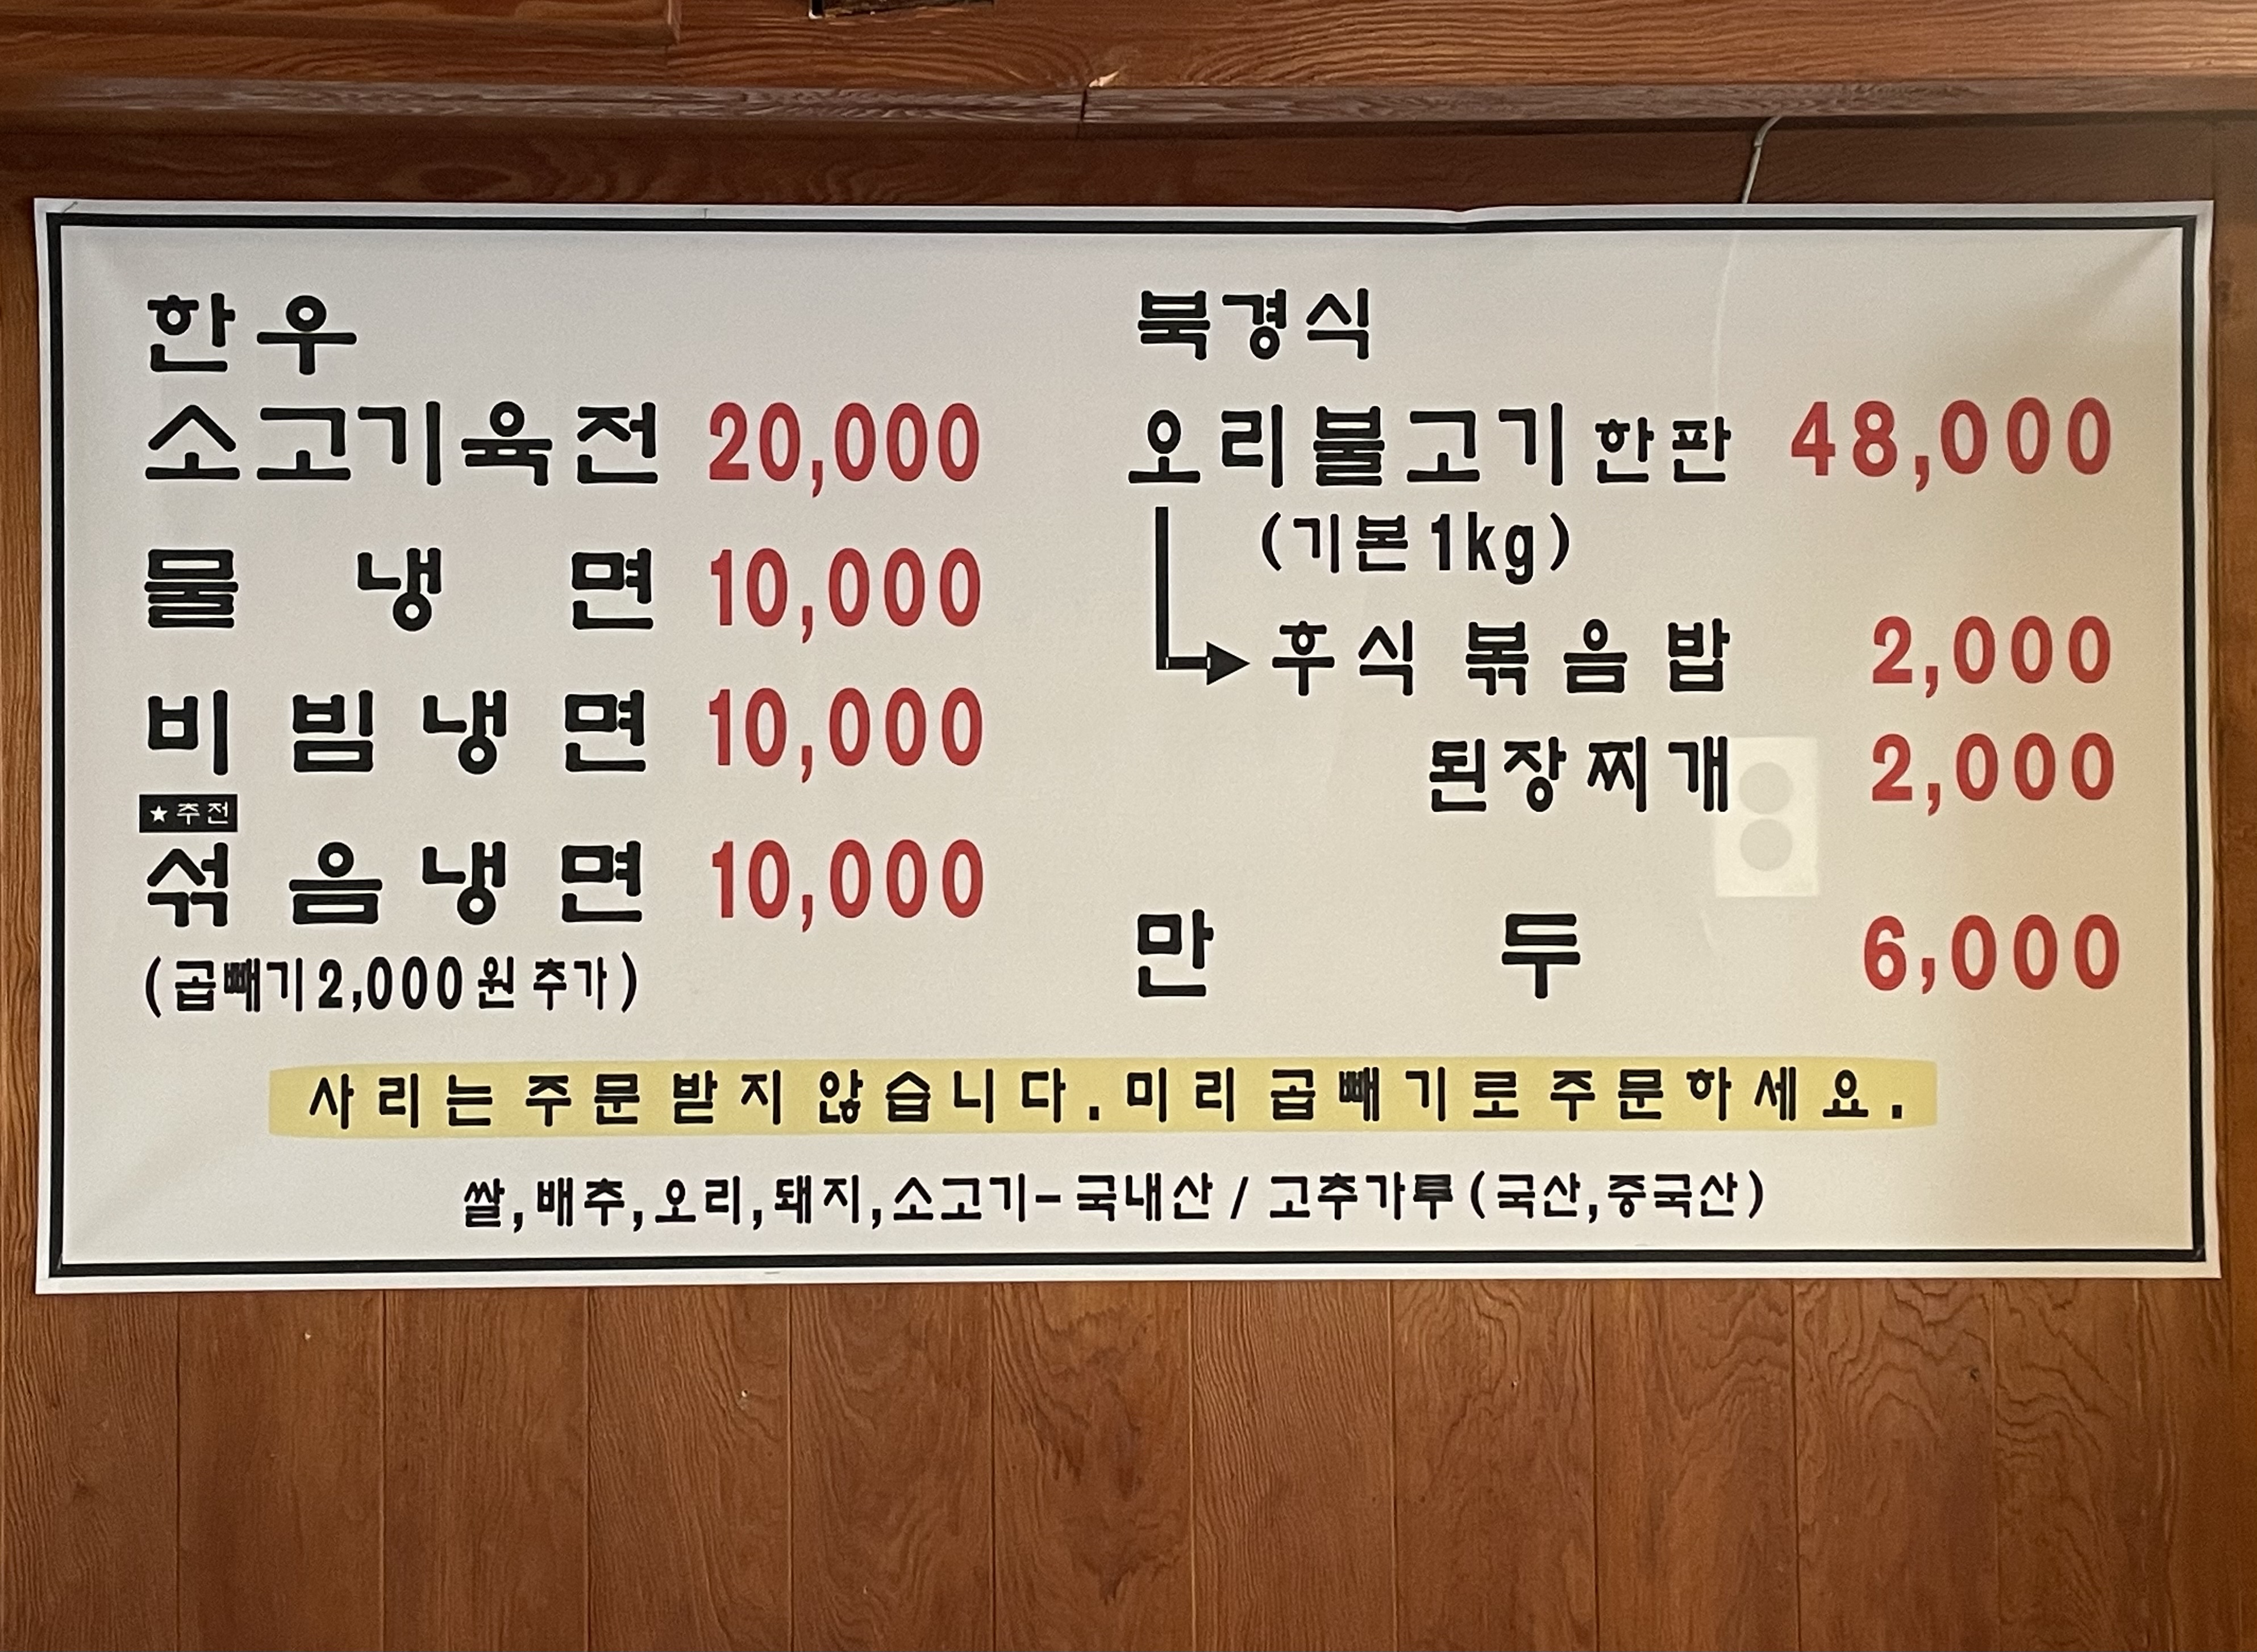 한우
소고기육전 20,000
물냉면 10,000
비빔냉면 10,000
★추천
섞음냉면 10,000
(곱빼기 2,000원 추가)
북경식
오리불고기 한판 48,000
(기본 1kg)
후식 볶음밥 2,000
된장찌개 2,000
만두 6,000
사리는 주문 받지 않습니다. 미리 곱빼기로 주문하세요.
쌀,배추,오리,돼지,소고기-국내산 / 고추가루(국산,중국산)